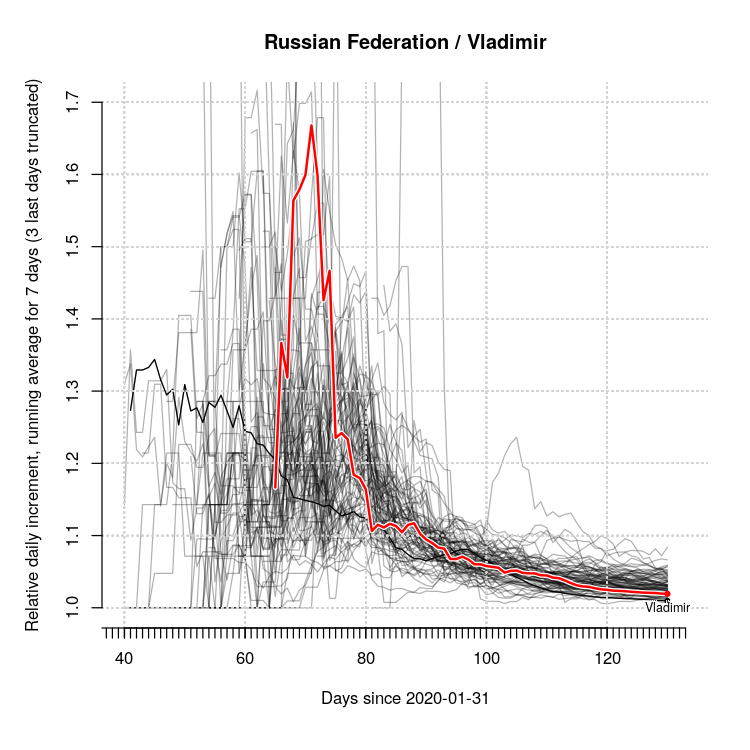 Russian Federation / Vladimir
Relative daily increment, running average for 7 days (3 last days truncated)
1.7
1.6
1.5
1.4
1.3
1.2
1.1
1.0
Vladimir
40 60 80 100 120
Days since 2020-01-31